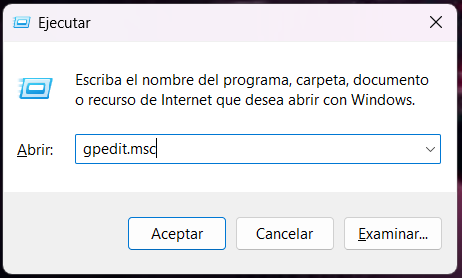 Ejecutar
Escriba el nombre del programa, carpeta, documento
o recurso de Internet que desea abrir con Windows.
Abrir: gpedit.msc
Aceptar Cancelar Examinar...